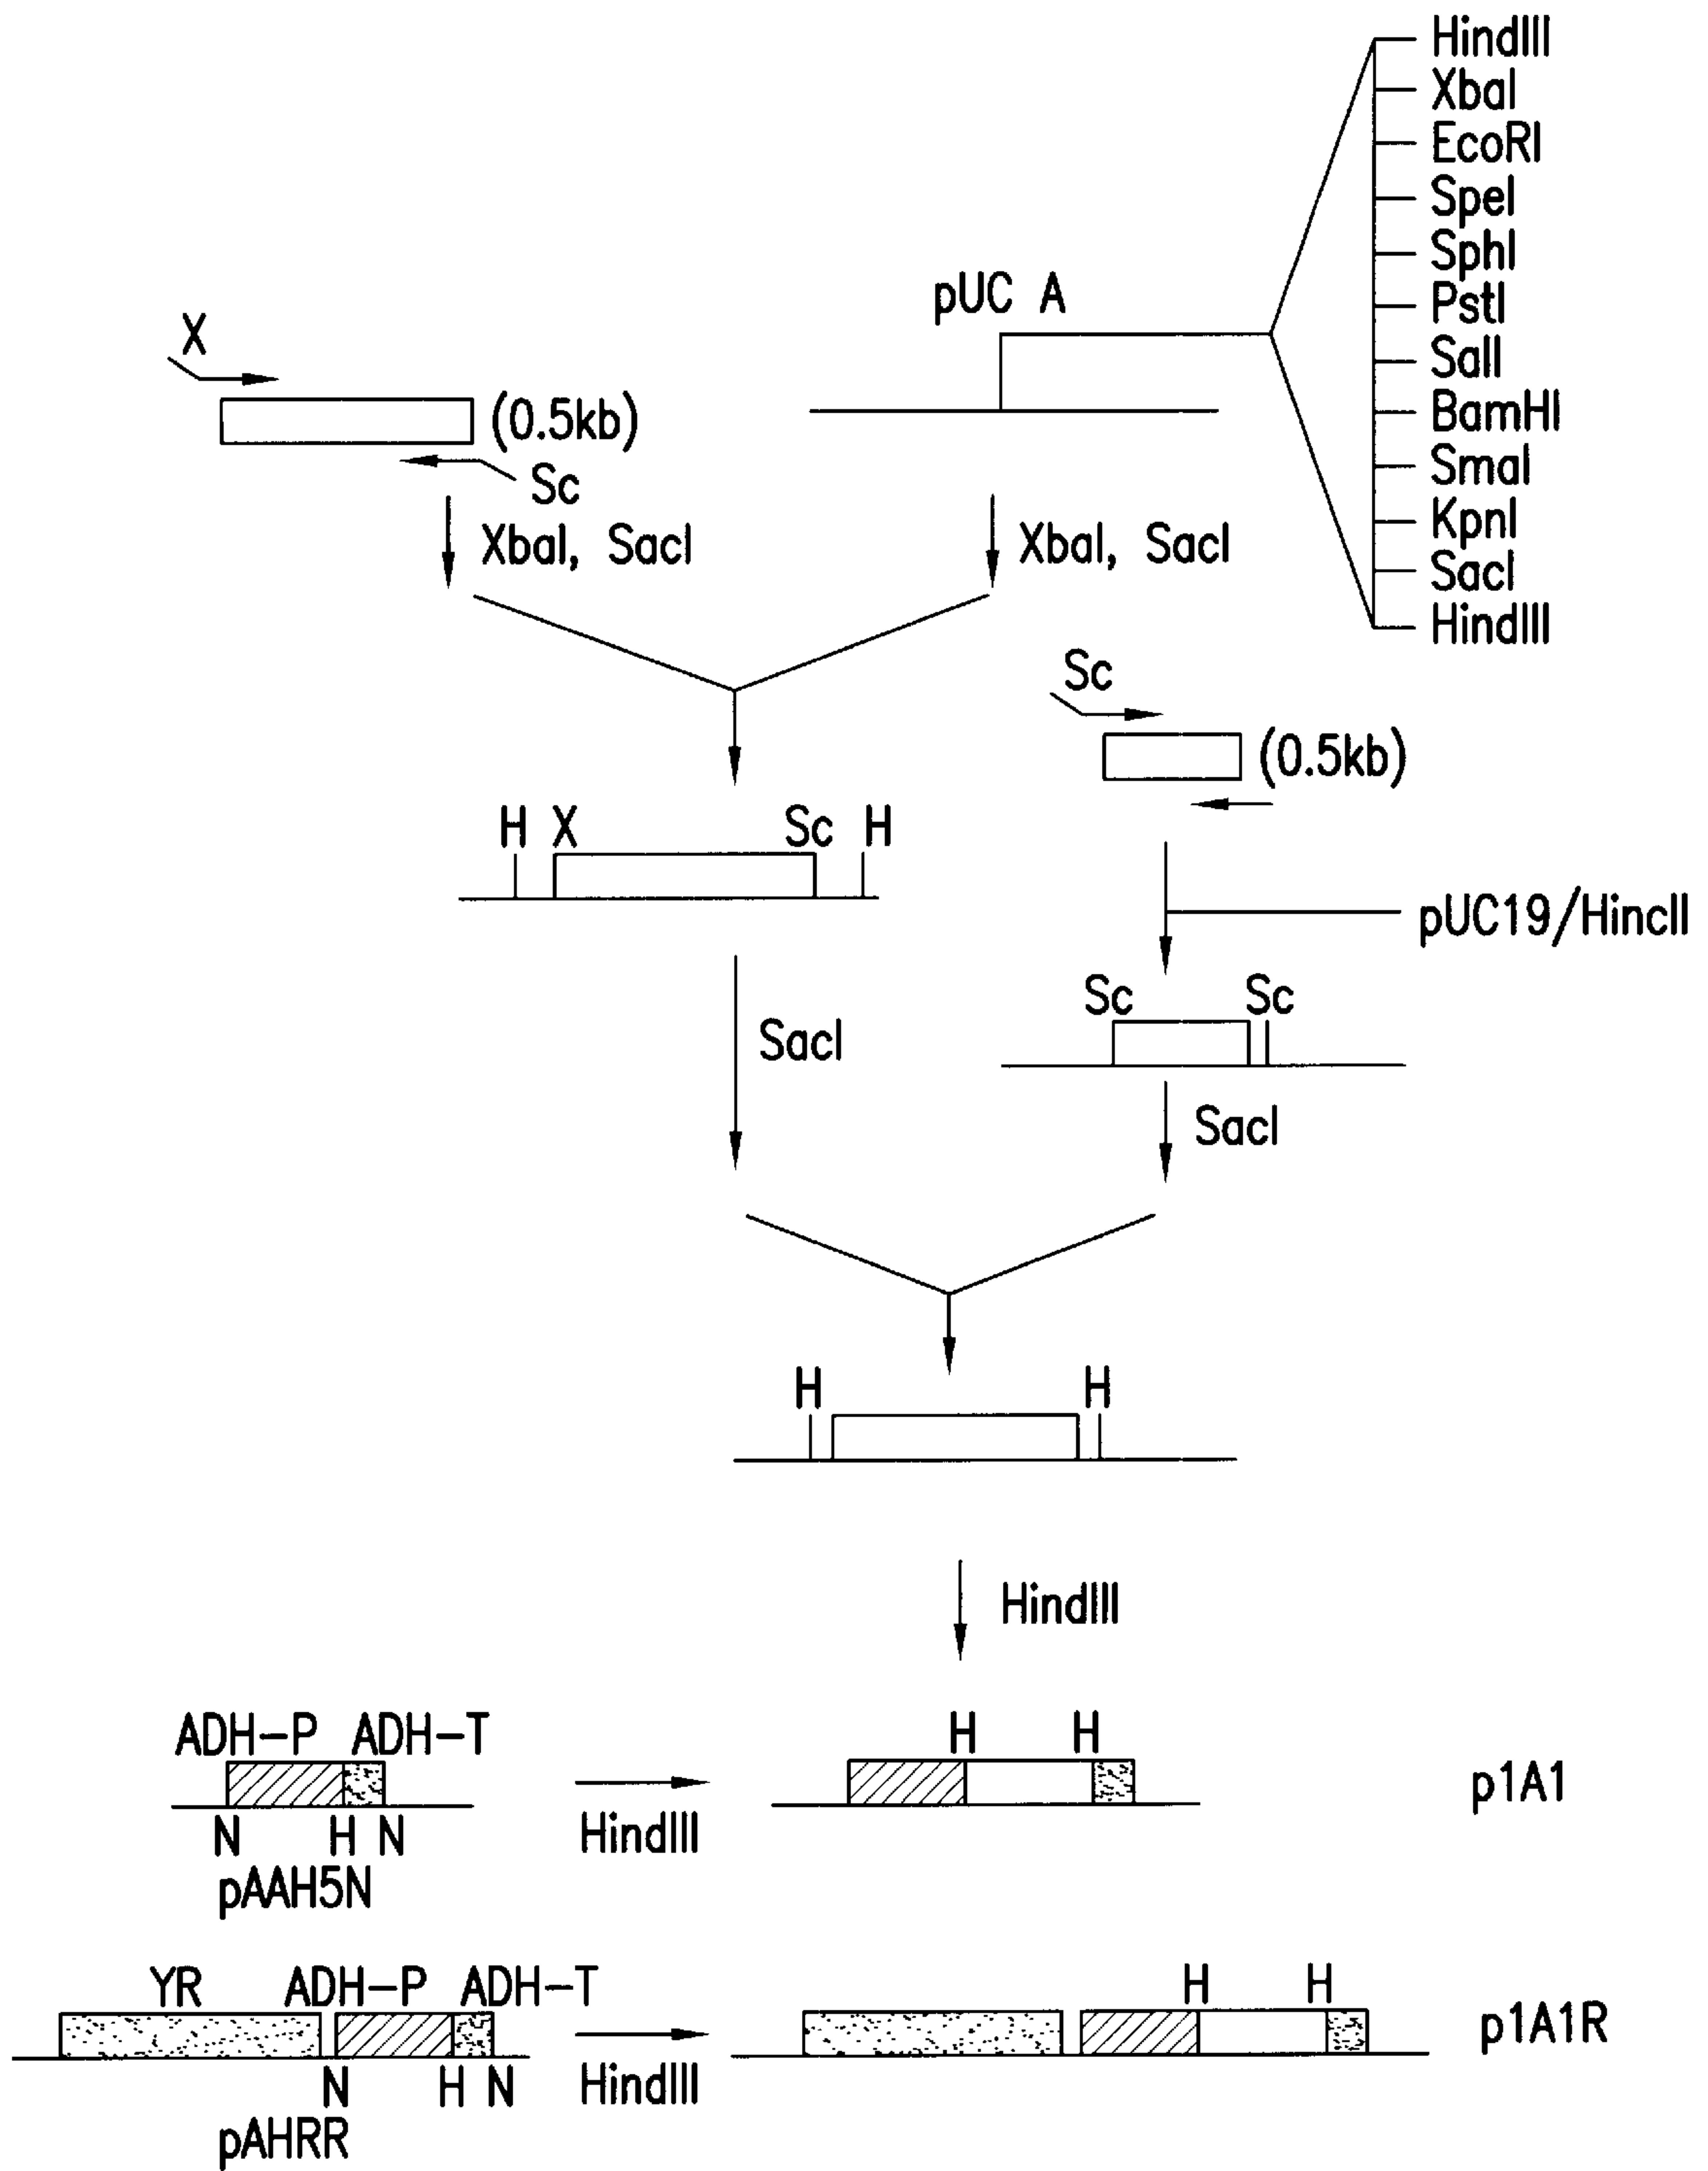 HindIII
XbaI
EcoRI
SpeI
SphI
PstI
SalI
BamHI
SmaI
KpnI
SacI
HindIII
pUC A
X
(0.5kb)
Sc
XbaI, SacI
XbaI, SacI
Sc
(0.5kb)
H X Sc H
pUC19/HincII
Sc Sc
SacI
SacI
H H
HindIII
ADH-P ADH-T
H H
p1A1
N H N
HindIII
pAAH5N
YR ADH-P ADH-T
H H
p1A1R
N H N
HindIII
pAHRR